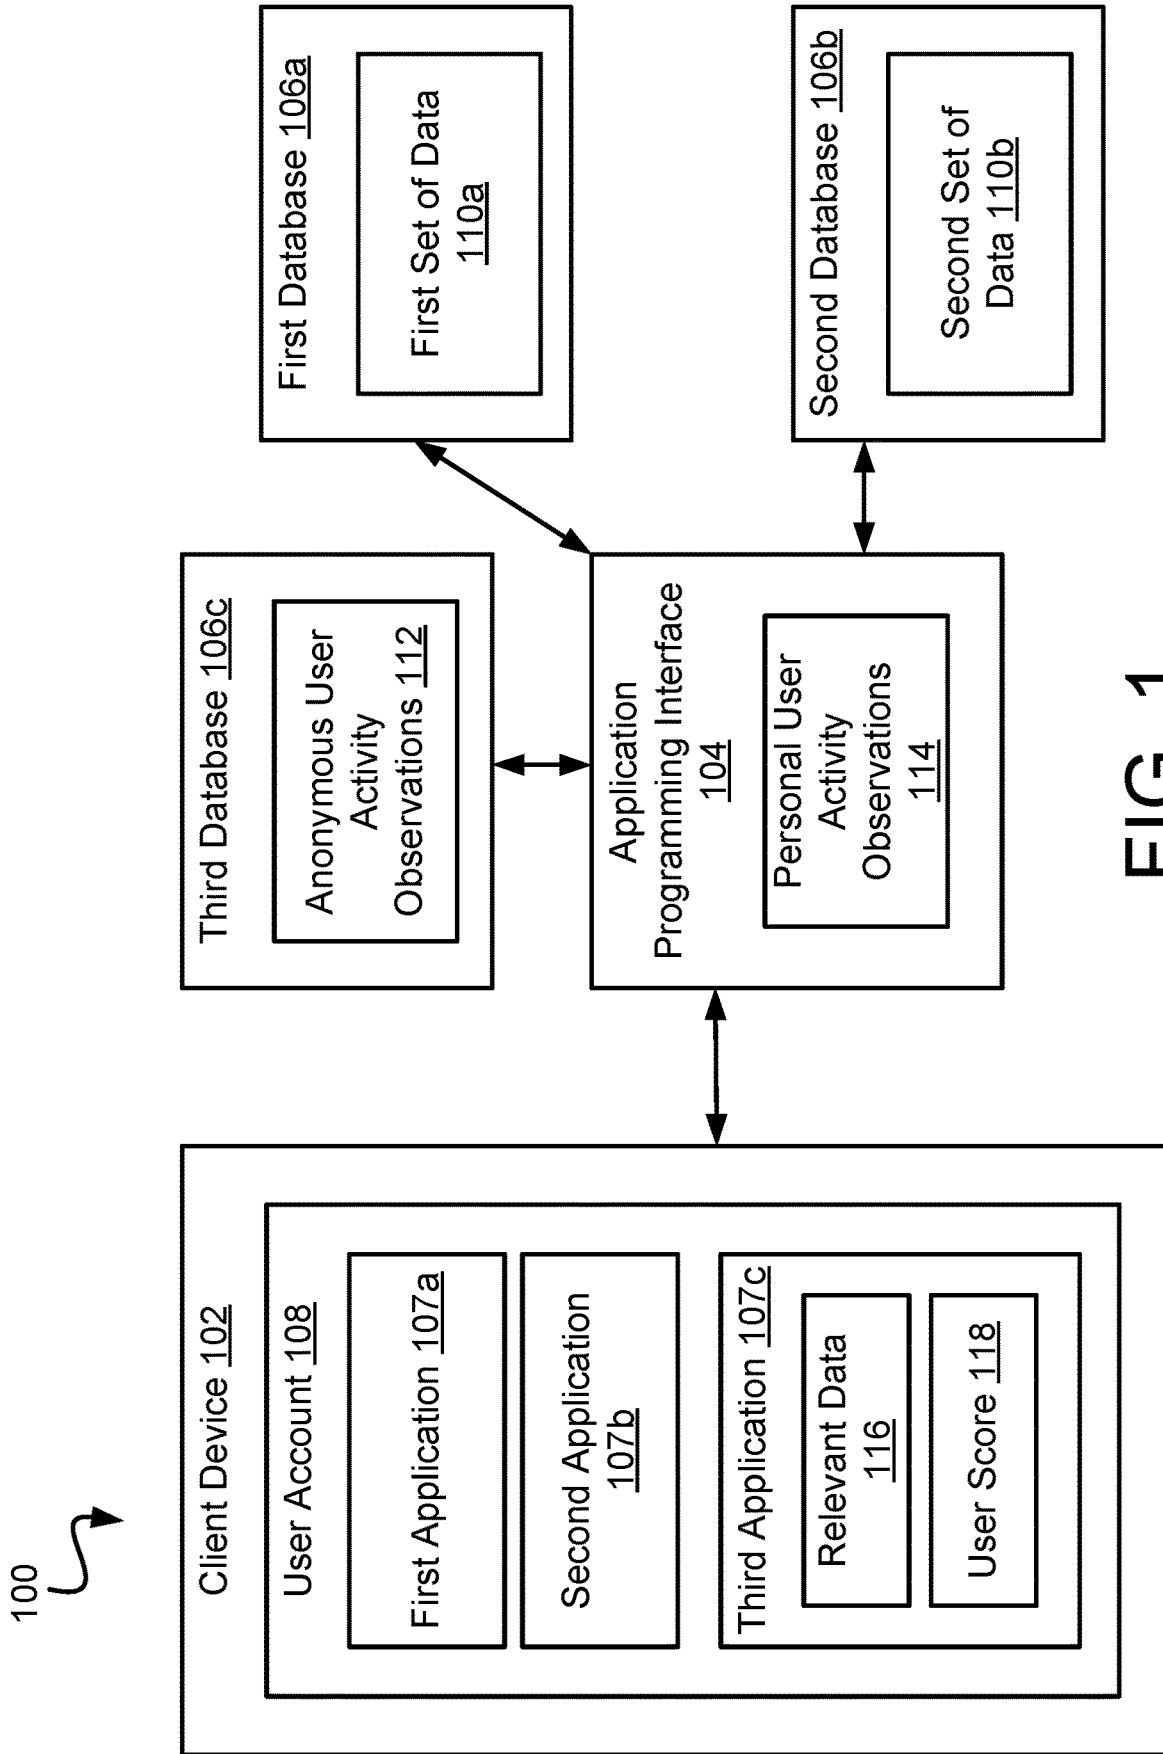 100
Client Device 102
User Account 108
First Application 107a
Second Application
107b
Third Application 107c
Relevant Data
116
User Score 118
Third Database 106c
Anonymous User
Activity
Observations 112
Application
Programming Interface
104
Personal User
Activity
Observations
114
First Database 106a
First Set of Data
110a
Second Database 106b
Second Set of
Data 110b
FIG. 1